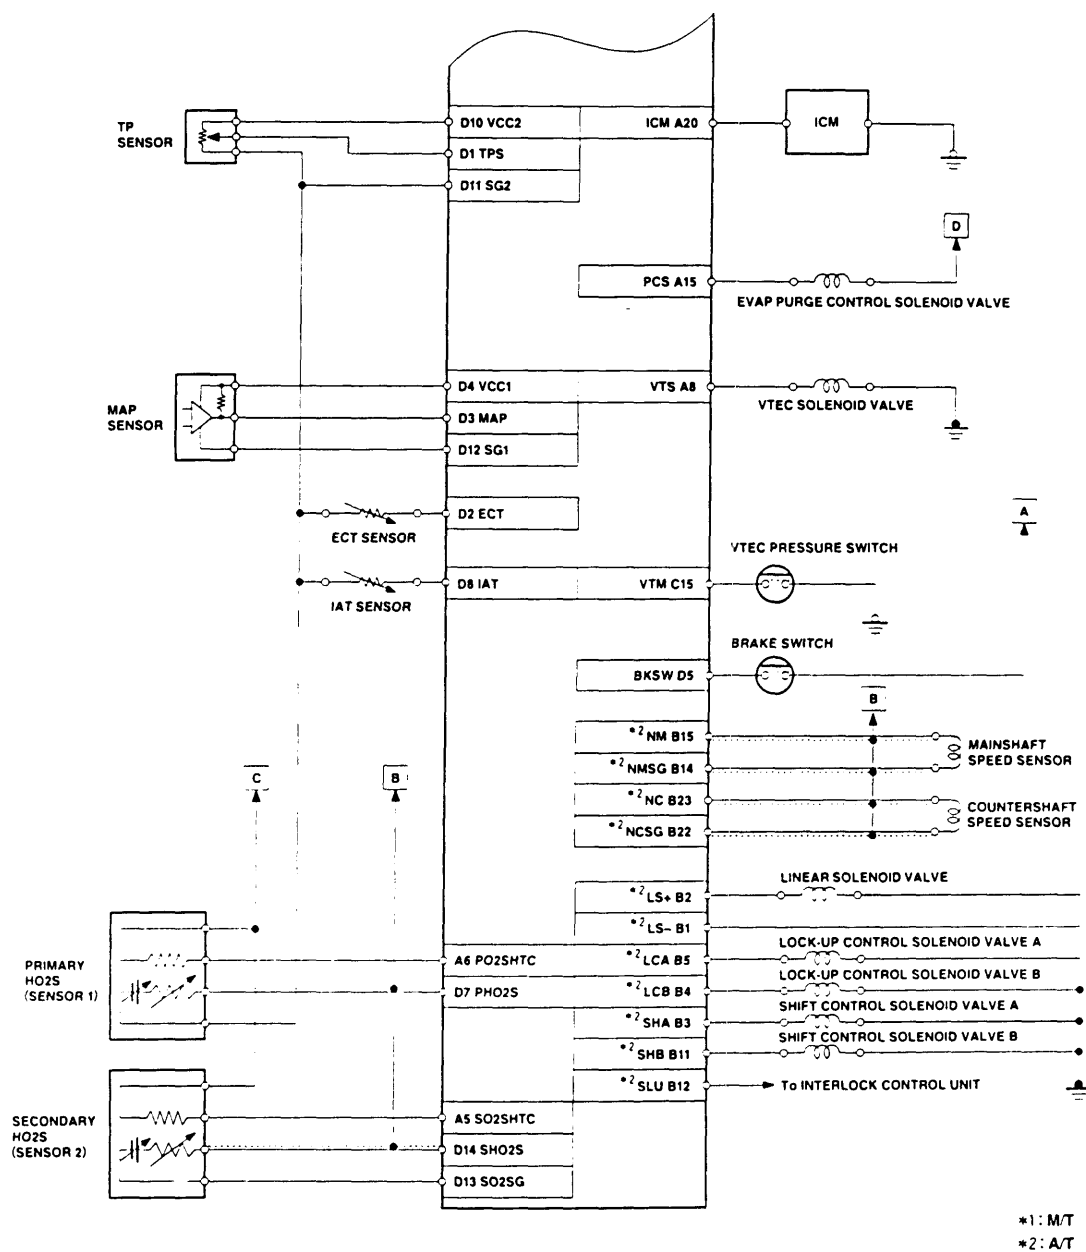 TP
SENSOR
D10 VCC2
D1 TPS
D11 SG2
ICM A20
ICM
D
PCS A15
EVAP PURGE CONTROL SOLENOID VALVE
MAP
SENSOR
D4 VCC1
D3 MAP
D12 SG1
VTS A8
VTEC SOLENOID VALVE
D2 ECT
ECT SENSOR
A
D8 IAT
IAT SENSOR
VTM C15
VTEC PRESSURE SWITCH
BRAKE SWITCH
BKSW D5
B
*2 NM B15
*2 NMSG B14
MAINSHAFT
SPEED SENSOR
*2 NC B23
*2 NCSG B22
COUNTERSHAFT
SPEED SENSOR
C
B
LINEAR SOLENOID VALVE
*2 LS+ B2
*2 LS− B1
PRIMARY
HO2S
(SENSOR 1)
A6 PO2SHTC
D7 PHO2S
*2 LCA B5
LOCK-UP CONTROL SOLENOID VALVE A
*2 LCB B4
LOCK-UP CONTROL SOLENOID VALVE B
*2 SHA B3
SHIFT CONTROL SOLENOID VALVE A
*2 SHB B11
SHIFT CONTROL SOLENOID VALVE B
*2 SLU B12
To INTERLOCK CONTROL UNIT
SECONDARY
HO2S
(SENSOR 2)
A5 SO2SHTC
D14 SHO2S
D13 SO2SG
*1: M/T
*2: A/T